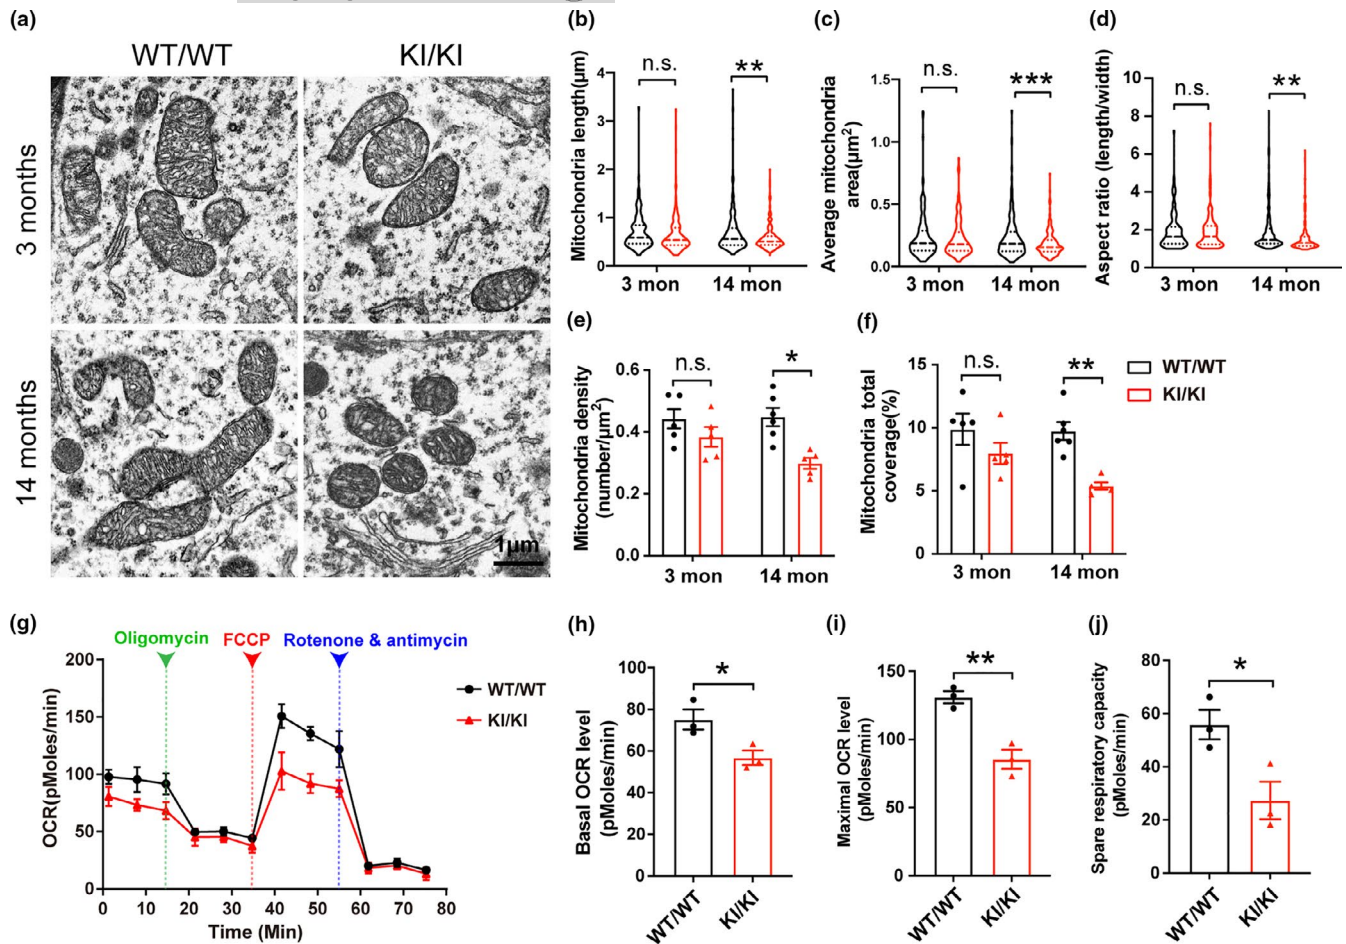 (a)
WT/WT
KI/KI
3 months
14 months
1μm
(b)
Mitochondria length(μm)
4
3
2
1
0
n.s.
**
3 mon
14 mon
(c)
Average mitochondria
area(μm²)
1.5
1.0
0.5
0.0
n.s.
***
3 mon
14 mon
(d)
Aspect ratio (length/width)
10
8
6
4
2
0
n.s.
**
3 mon
14 mon
(e)
Mitochondria density
(number/μm²)
0.6
0.4
0.2
0.0
n.s.
*
3 mon
14 mon
(f)
Mitochondria total
coverage(%)
15
10
5
0
n.s.
**
3 mon
14 mon
WT/WT
KI/KI
(g)
Oligomycin
FCCP
Rotenone & antimycin
OCR(pMoles/min)
200
150
100
50
0
0 10 20 30 40 50 60 70 80
Time (Min)
WT/WT
KI/KI
(h)
Basal OCR level
(pMoles/min)
100
80
60
40
20
0
*
WT/WT
KI/KI
(i)
Maximal OCR level
(pMoles/min)
150
100
50
0
**
WT/WT
KI/KI
(j)
Spare respiratory capacity
(pMoles/min)
80
60
40
20
0
*
WT/WT
KI/KI